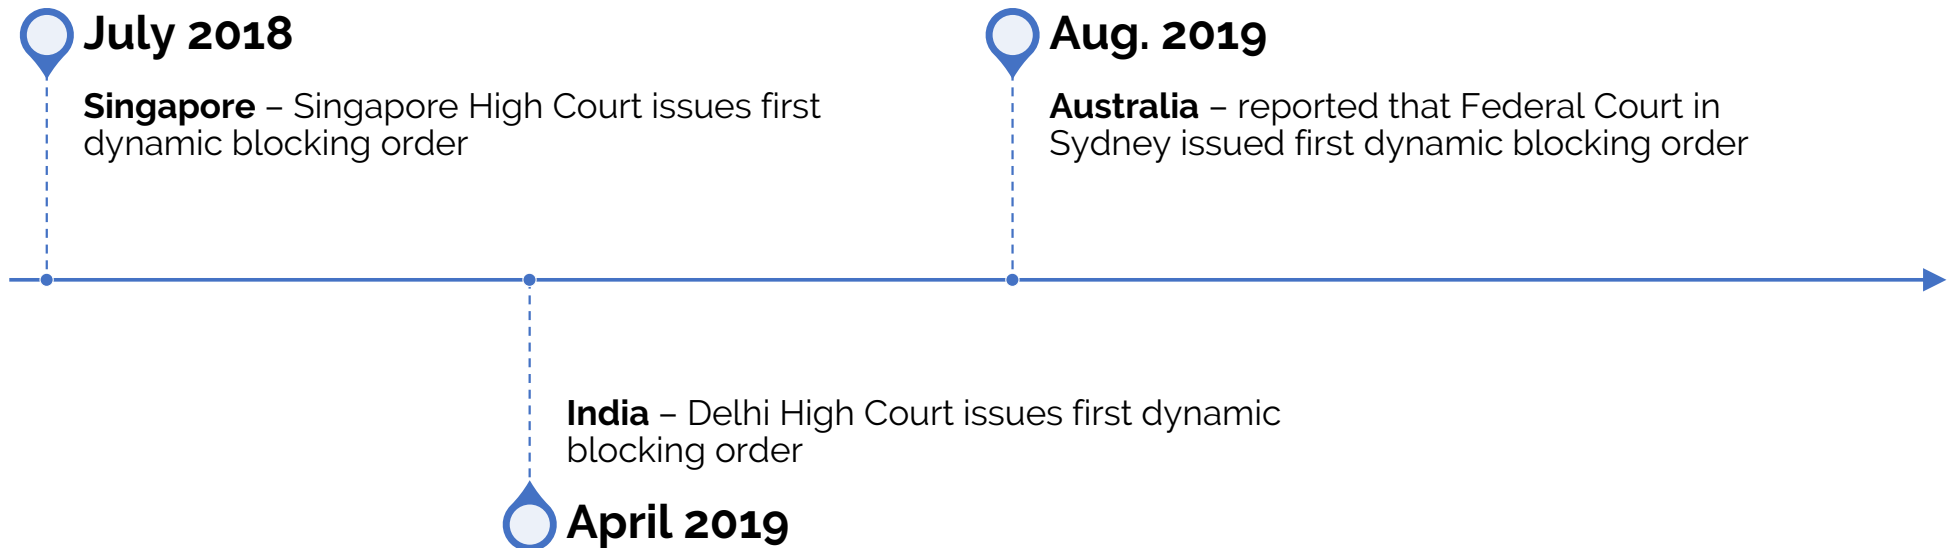 July 2018
Singapore – Singapore High Court issues first
dynamic blocking order
Aug. 2019
Australia – reported that Federal Court in
Sydney issued first dynamic blocking order
India – Delhi High Court issues first dynamic
blocking order
April 2019